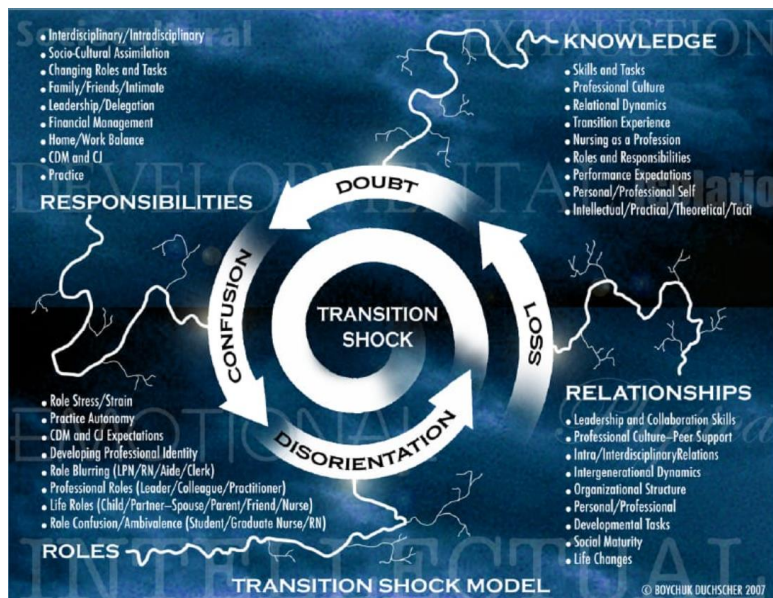 Socio-Cultural
EXHAUSTION
• Interdisciplinary/Intradisciplinary
• Socio-Cultural Assimilation
• Changing Roles and Tasks
• Family/Friends/Intimate
• Leadership/Delegation
• Financial Management
• Home/Work Balance
• CDM and CJ
• Practice
RESPONSIBILITIES
KNOWLEDGE
• Skills and Tasks
• Professional Culture
• Relational Dynamics
• Transition Experience
• Nursing as a Profession
• Roles and Responsibilities
• Performance Expectations
• Personal/Professional Self
• Intellectual/Practical/Theoretical/Tacit
DEVELOPMENTAL
DOUBT
CONFUSION
TRANSITION
SHOCK
LOSS
DISORIENTATION
EMOTIONAL
• Role Stress/Strain
• Practice Autonomy
• CDM and CJ Expectations
• Developing Professional Identity
• Role Blurring (LPN/RN/Aide/Clerk)
• Professional Roles (Leader/Colleague/Practitioner)
• Life Roles (Child/Partner–Spouse/Parent/Friend/Nurse)
• Role Confusion/Ambivalence (Student/Graduate Nurse/RN)
ROLES
RELATIONSHIPS
• Leadership and Collaboration Skills
• Professional Culture–Peer Support
• Intra/InterdisciplinaryRelations
• Intergenerational Dynamics
• Organizational Structure
• Personal/Professional
• Developmental Tasks
• Social Maturity
• Life Changes
INTELLECTUAL
TRANSITION SHOCK MODEL
© BOYCHUK DUCHSCHER 2007